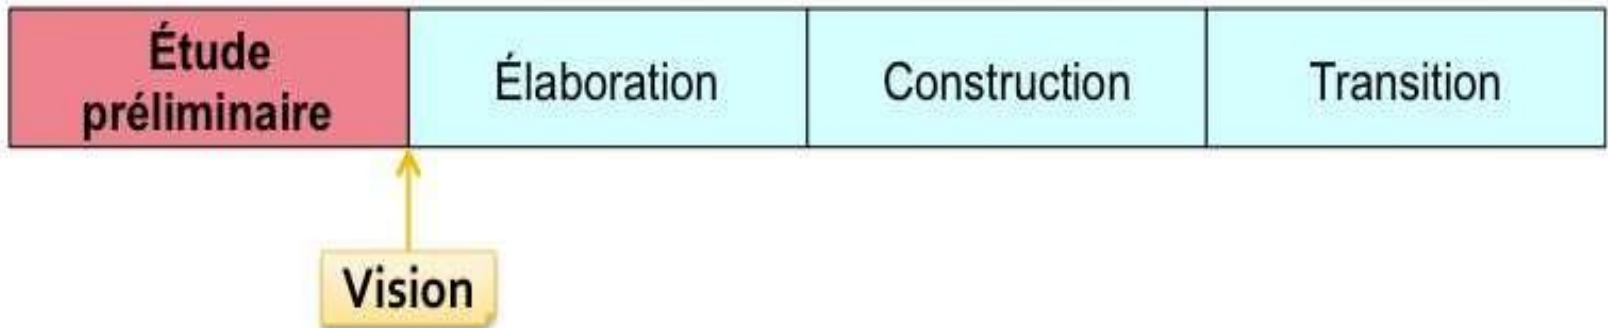 Étude
préliminaire
Élaboration
Construction
Transition
Vision